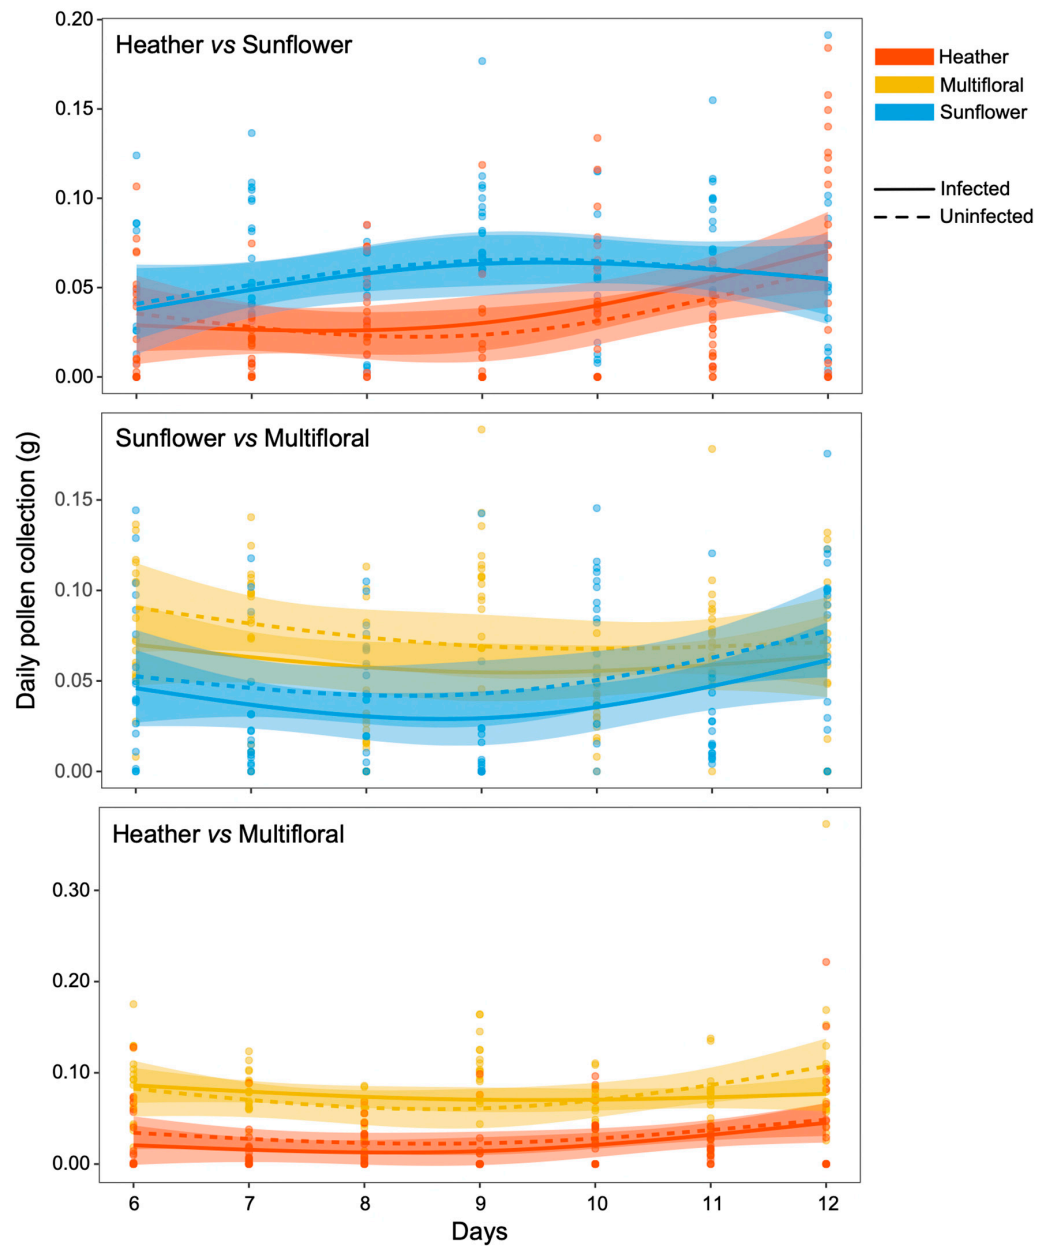 Heather vs Sunflower
0.20
0.15
0.10
0.05
0.00
Heather
Multifloral
Sunflower
Infected
Uninfected
Daily pollen collection (g)
Sunflower vs Multifloral
0.15
0.10
0.05
0.00
Heather vs Multifloral
0.30
0.20
0.10
0.00
6 7 8 9 10 11 12
Days